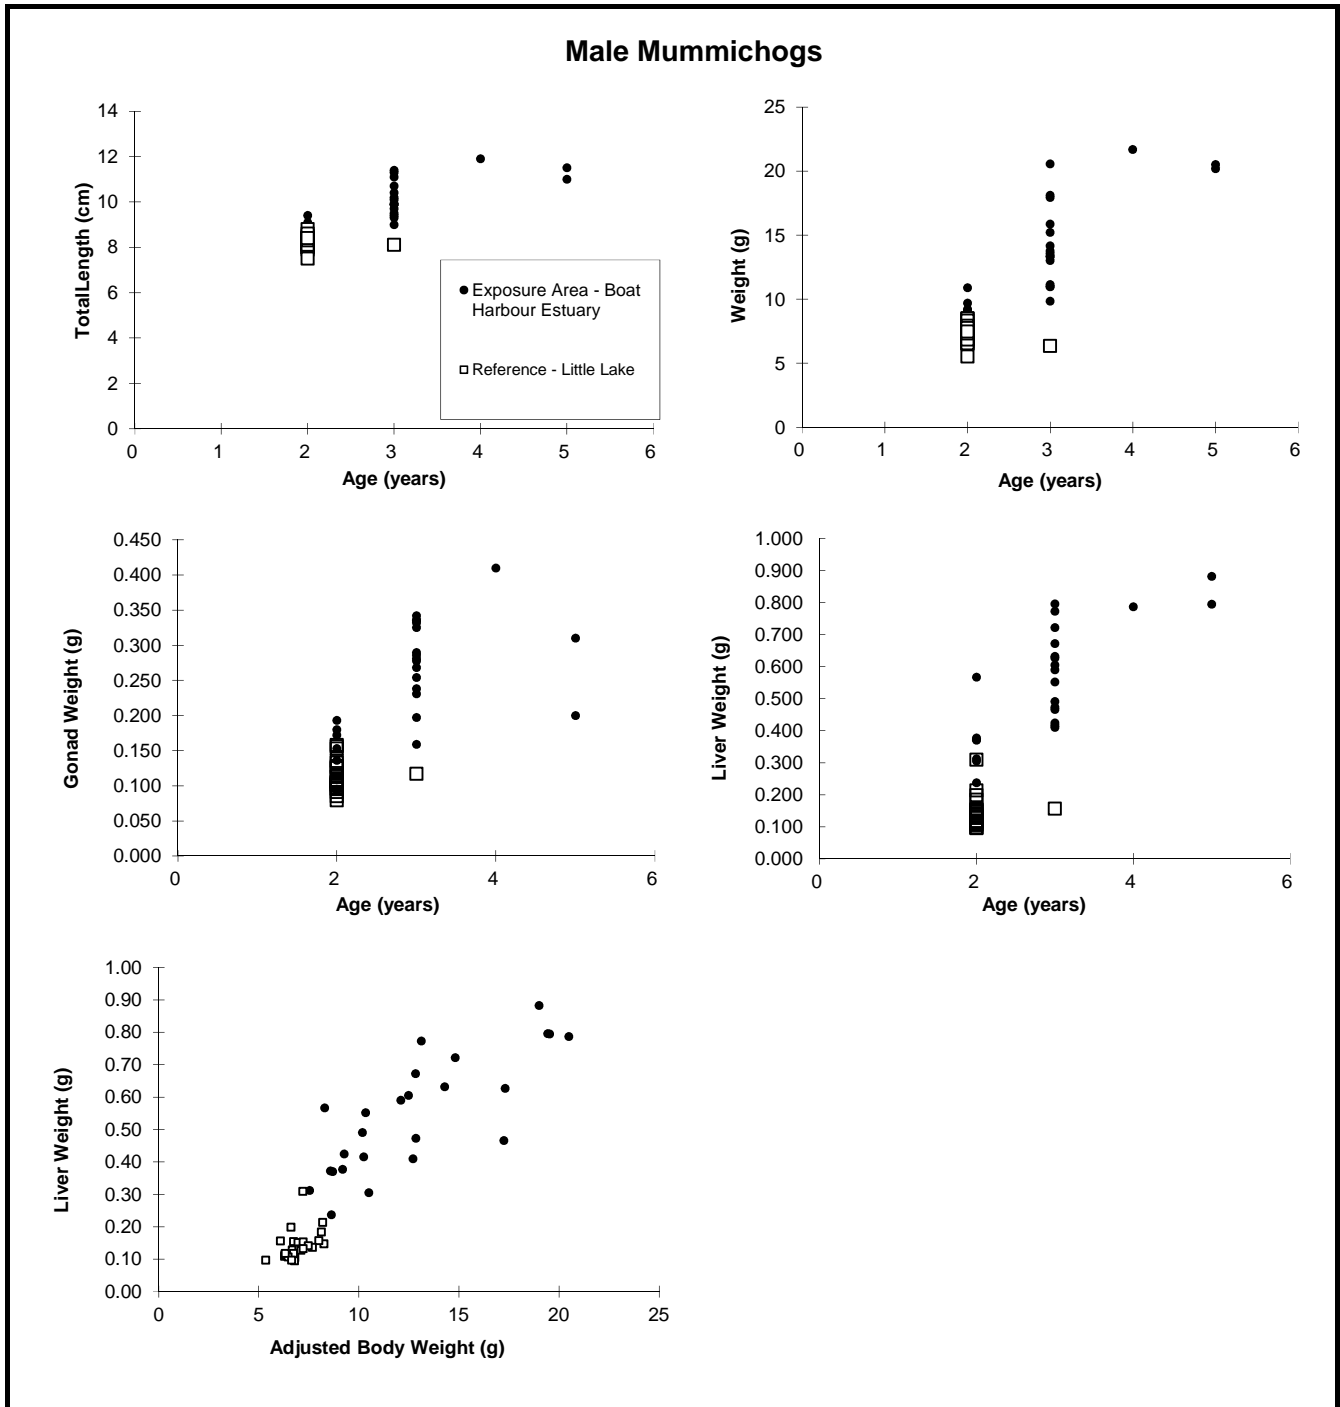 Male Mummichogs
14
12
10
8
6
4
2
0
TotalLength (cm)
0 1 2 3 4 5 6
Age (years)
Exposure Area - Boat
Harbour Estuary
Reference - Little Lake
25
20
15
10
5
0
Weight (g)
0 1 2 3 4 5 6
Age (years)
0.450
0.400
0.350
0.300
0.250
0.200
0.150
0.100
0.050
0.000
Gonad Weight (g)
0 2 4 6
Age (years)
1.000
0.900
0.800
0.700
0.600
0.500
0.400
0.300
0.200
0.100
0.000
Liver Weight (g)
0 2 4 6
Age (years)
1.00
0.90
0.80
0.70
0.60
0.50
0.40
0.30
0.20
0.10
0.00
Liver Weight (g)
0 5 10 15 20 25
Adjusted Body Weight (g)